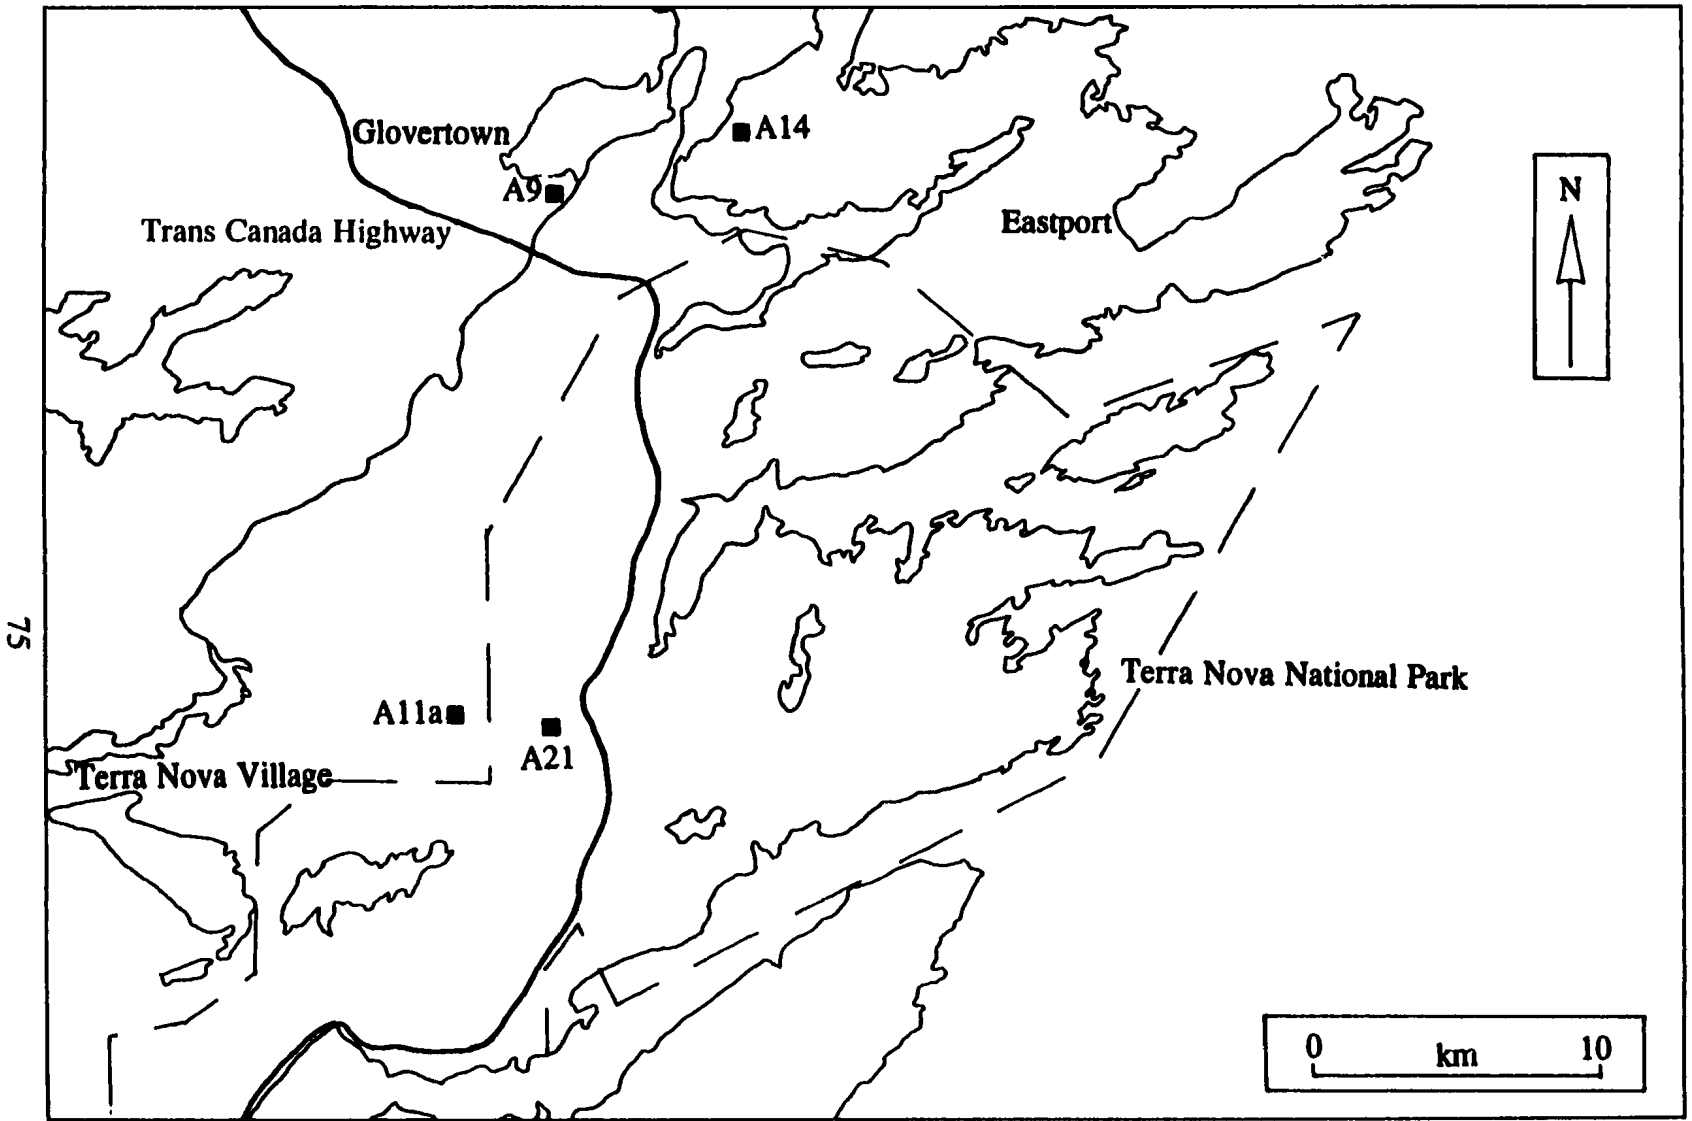 Glovertown
A14
A9
Trans Canada Highway
Eastport
N
75
Terra Nova National Park
A11a
A21
Terra Nova Village
0 km 10